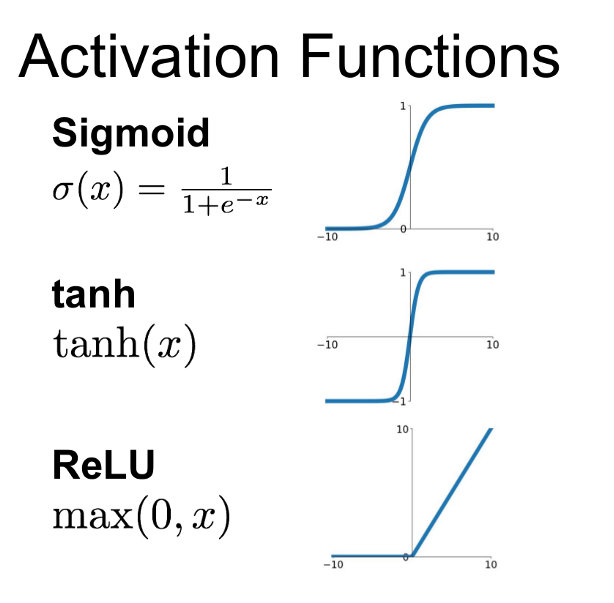 Activation Functions
Sigmoid
σ(x) = 1/(1+e^{−x})
1
0
−10
10
tanh
tanh(x)
1
−10
10
−1
ReLU
max(0, x)
10
0
−10
10